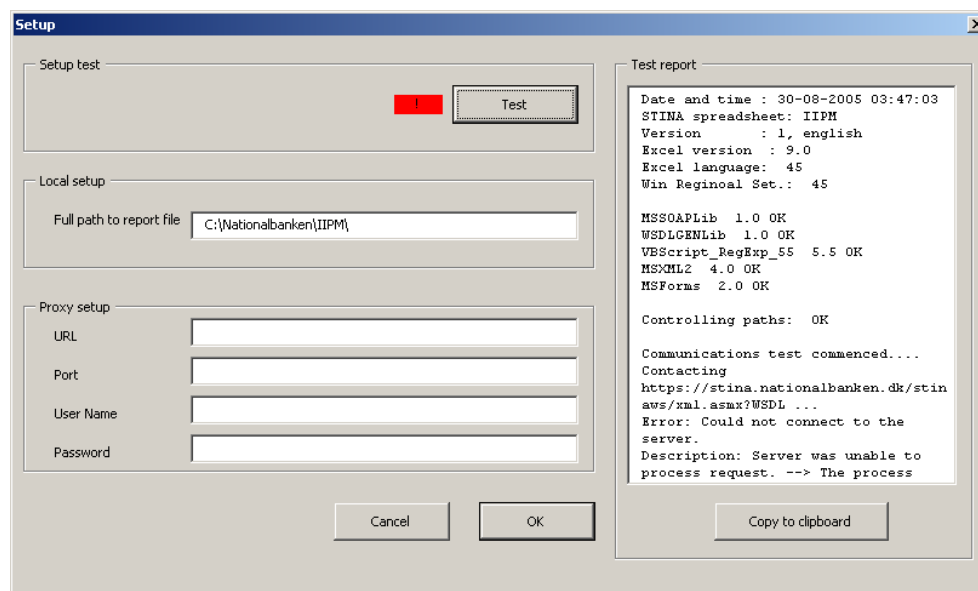 Setup
Setup test
!
Test
Local setup
Full path to report file
C:\Nationalbanken\IIPM\
Proxy setup
URL
Port
User Name
Password
Cancel
OK
Test report
Date and time : 30-08-2005 03:47:03
STINA spreadsheet: IIPM
Version : 1, english
Excel version : 9.0
Excel language: 45
Win Reginoal Set.: 45
MSSOAPLib 1.0 OK
WSDLGENLib 1.0 OK
VBScript_RegExp_55 5.5 OK
MSXML2 4.0 OK
MSForms 2.0 OK
Controlling paths: OK
Communications test commenced....
Contacting
https://stina.nationalbanken.dk/stin
aws/xml.asmx?WSDL ...
Error: Could not connect to the
server.
Description: Server was unable to
process request. --> The process
Copy to clipboard